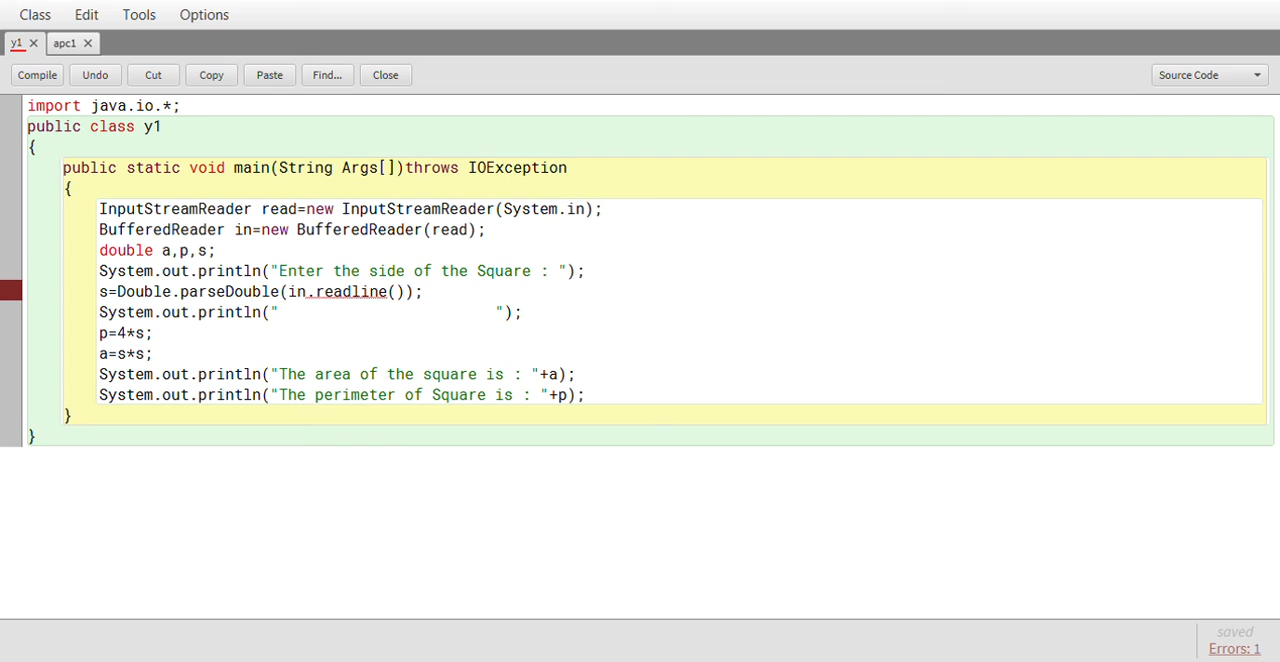 Class Edit Tools Options
y1 ✕ apc1 ✕
Compile Undo Cut Copy Paste Find... Close Source Code
import java.io.*;
public class y1
{
    public static void main(String Args[])throws IOException
    {
        InputStreamReader read=new InputStreamReader(System.in);
        BufferedReader in=new BufferedReader(read);
        double a,p,s;
        System.out.println("Enter the side of the Square : ");
        s=Double.parseDouble(in.readline());
        System.out.println("                        ");
        p=4*s;
        a=s*s;
        System.out.println("The area of the square is : "+a);
        System.out.println("The perimeter of Square is : "+p);
    }
}
saved
Errors: 1